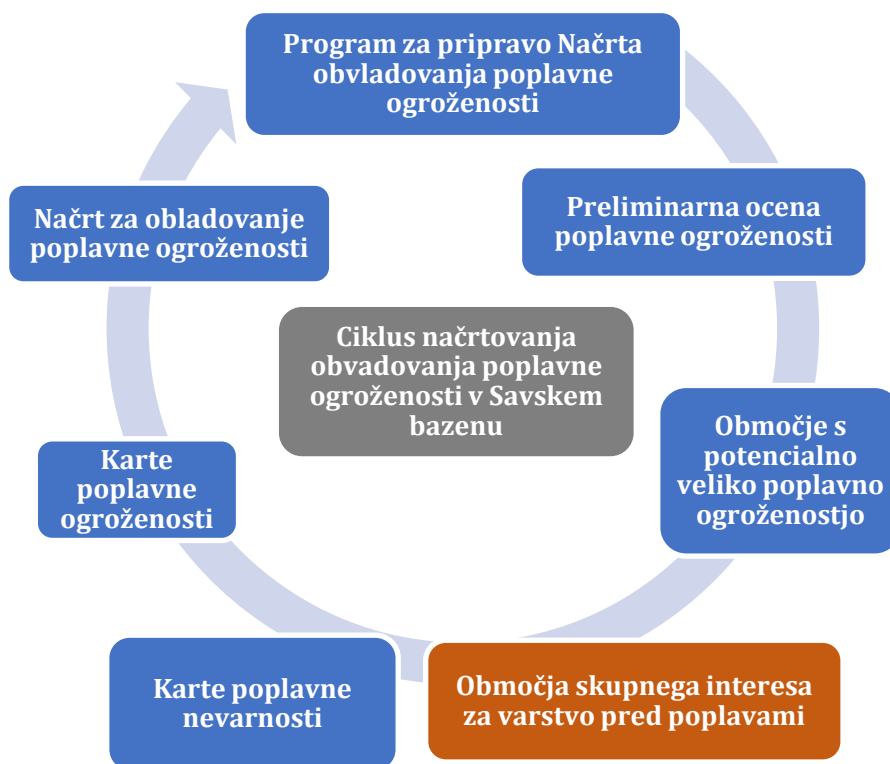 Program za pripravo Načrta
obvladovanja poplavne
ogroženosti
Preliminarna ocena
poplavne ogroženosti
Območje s
potencialno
veliko poplavno
ogroženostjo
Območja skupnega interesa
za varstvo pred poplavami
Karte poplavne
nevarnosti
Karte
poplavne
ogroženosti
Načrt za obladovanje
poplavne ogroženosti
Ciklus načrtovanja
obvadovanja poplavne
ogroženosti v Savskem
bazenu